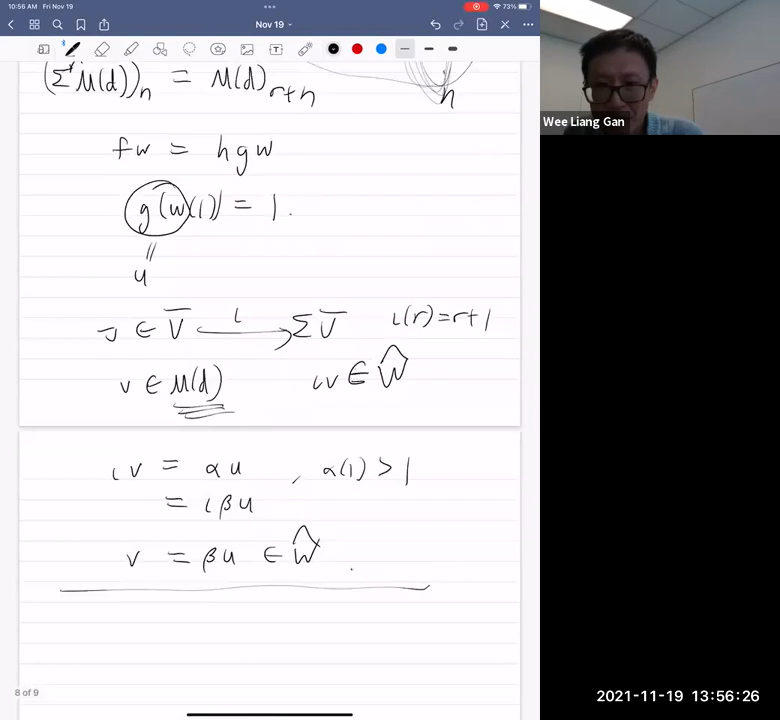 10:56 AM Fri Nov 19
73%
Nov 19
(Σ^r M(d))_n = M(d)_{r+n}
h
fw = hgw
g(w(1)) = 1.
u
v ∈ V̄ ι→ ΣV̄ ι(r)=r+1
v ∈ M(d) ιv ∈ Ŵ
ιv = αu , α(1) > 1
= ιβu
v = βu ∈ Ŵ .
8 of 9
Wee Liang Gan
2021-11-19 13:56:26